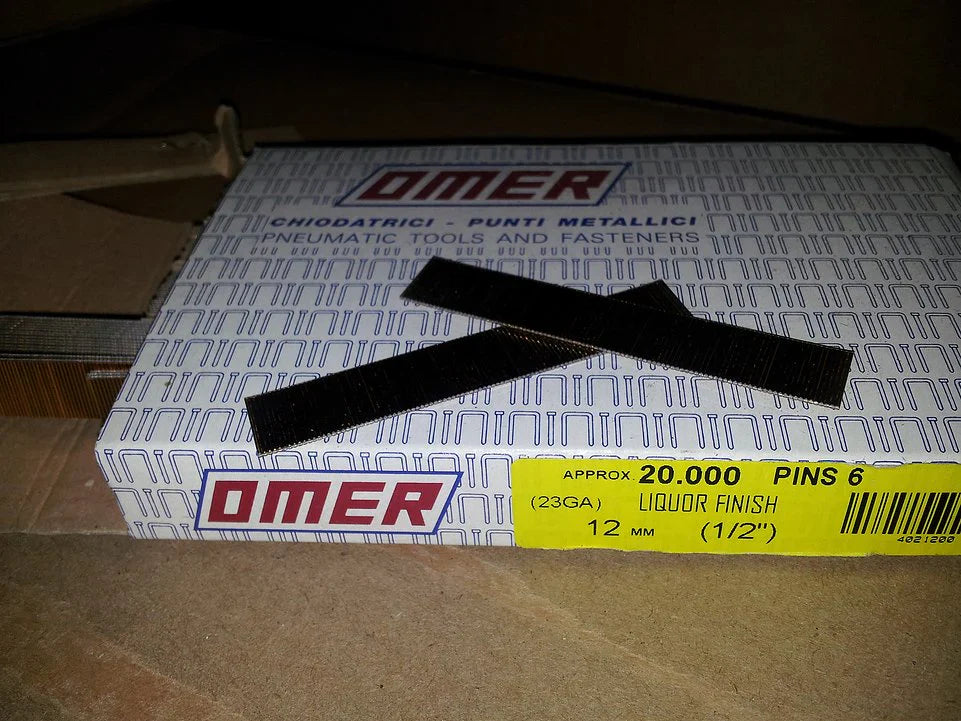 OMER
CHIODATRICI - PUNTI METALLICI
PNEUMATIC TOOLS AND FASTENERS
OMER
APPROX. 20.000 PINS 6
(23GA) LIQUOR FINISH
12 MM (1/2")
4021200